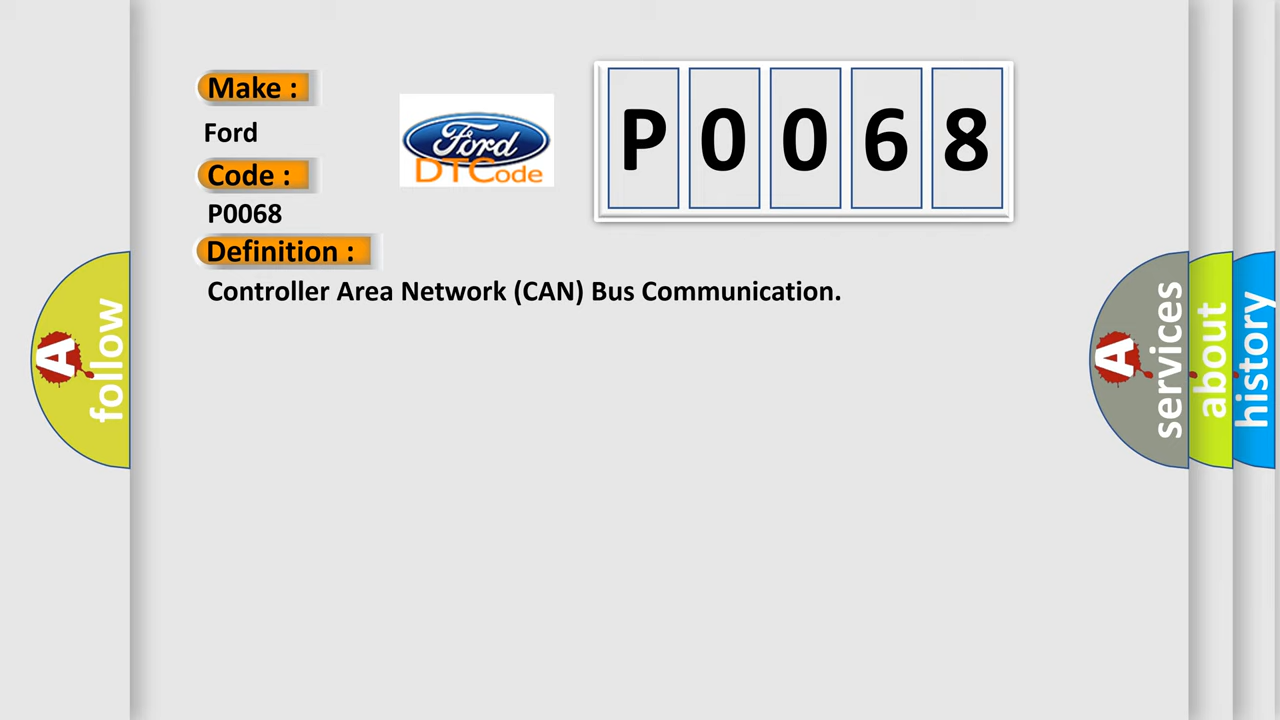 Make :
Ford
Code :
P0068
Definition :
Controller Area Network (CAN) Bus Communication.
Ford
DTCode
P0068
A
follow
A
services
about
history